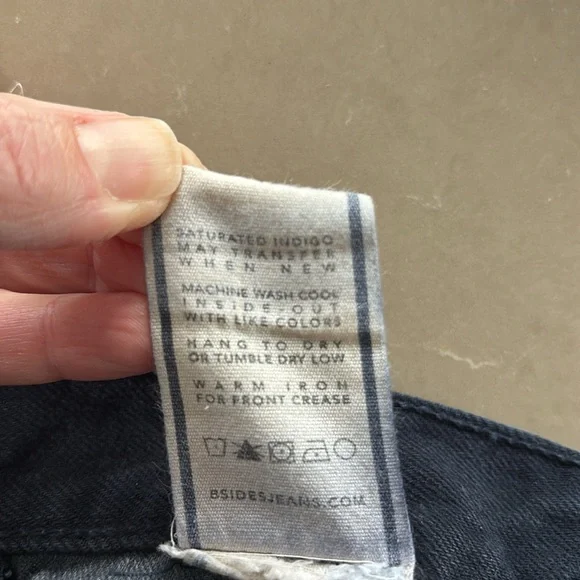 SATURATED INDIGO
MAY TRANSFER
WHEN NEW
MACHINE WASH COOL
INSIDE-OUT
WITH LIKE COLORS
HANG TO DRY
OR TUMBLE DRY LOW
WARM IRON
FOR FRONT CREASE
BSIDESJEANS.COM